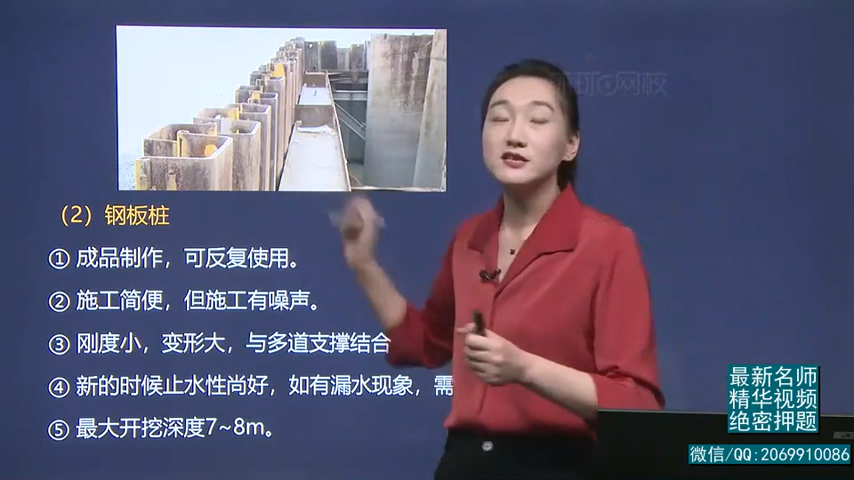 环球网校
（2）钢板桩
① 成品制作，可反复使用。
② 施工简便，但施工有噪声。
③ 刚度小，变形大，与多道支撑结合
④ 新的时候止水性尚好，如有漏水现象，需
⑤ 最大开挖深度7~8m。
最新名师
精华视频
绝密押题
微信/QQ:2069910086